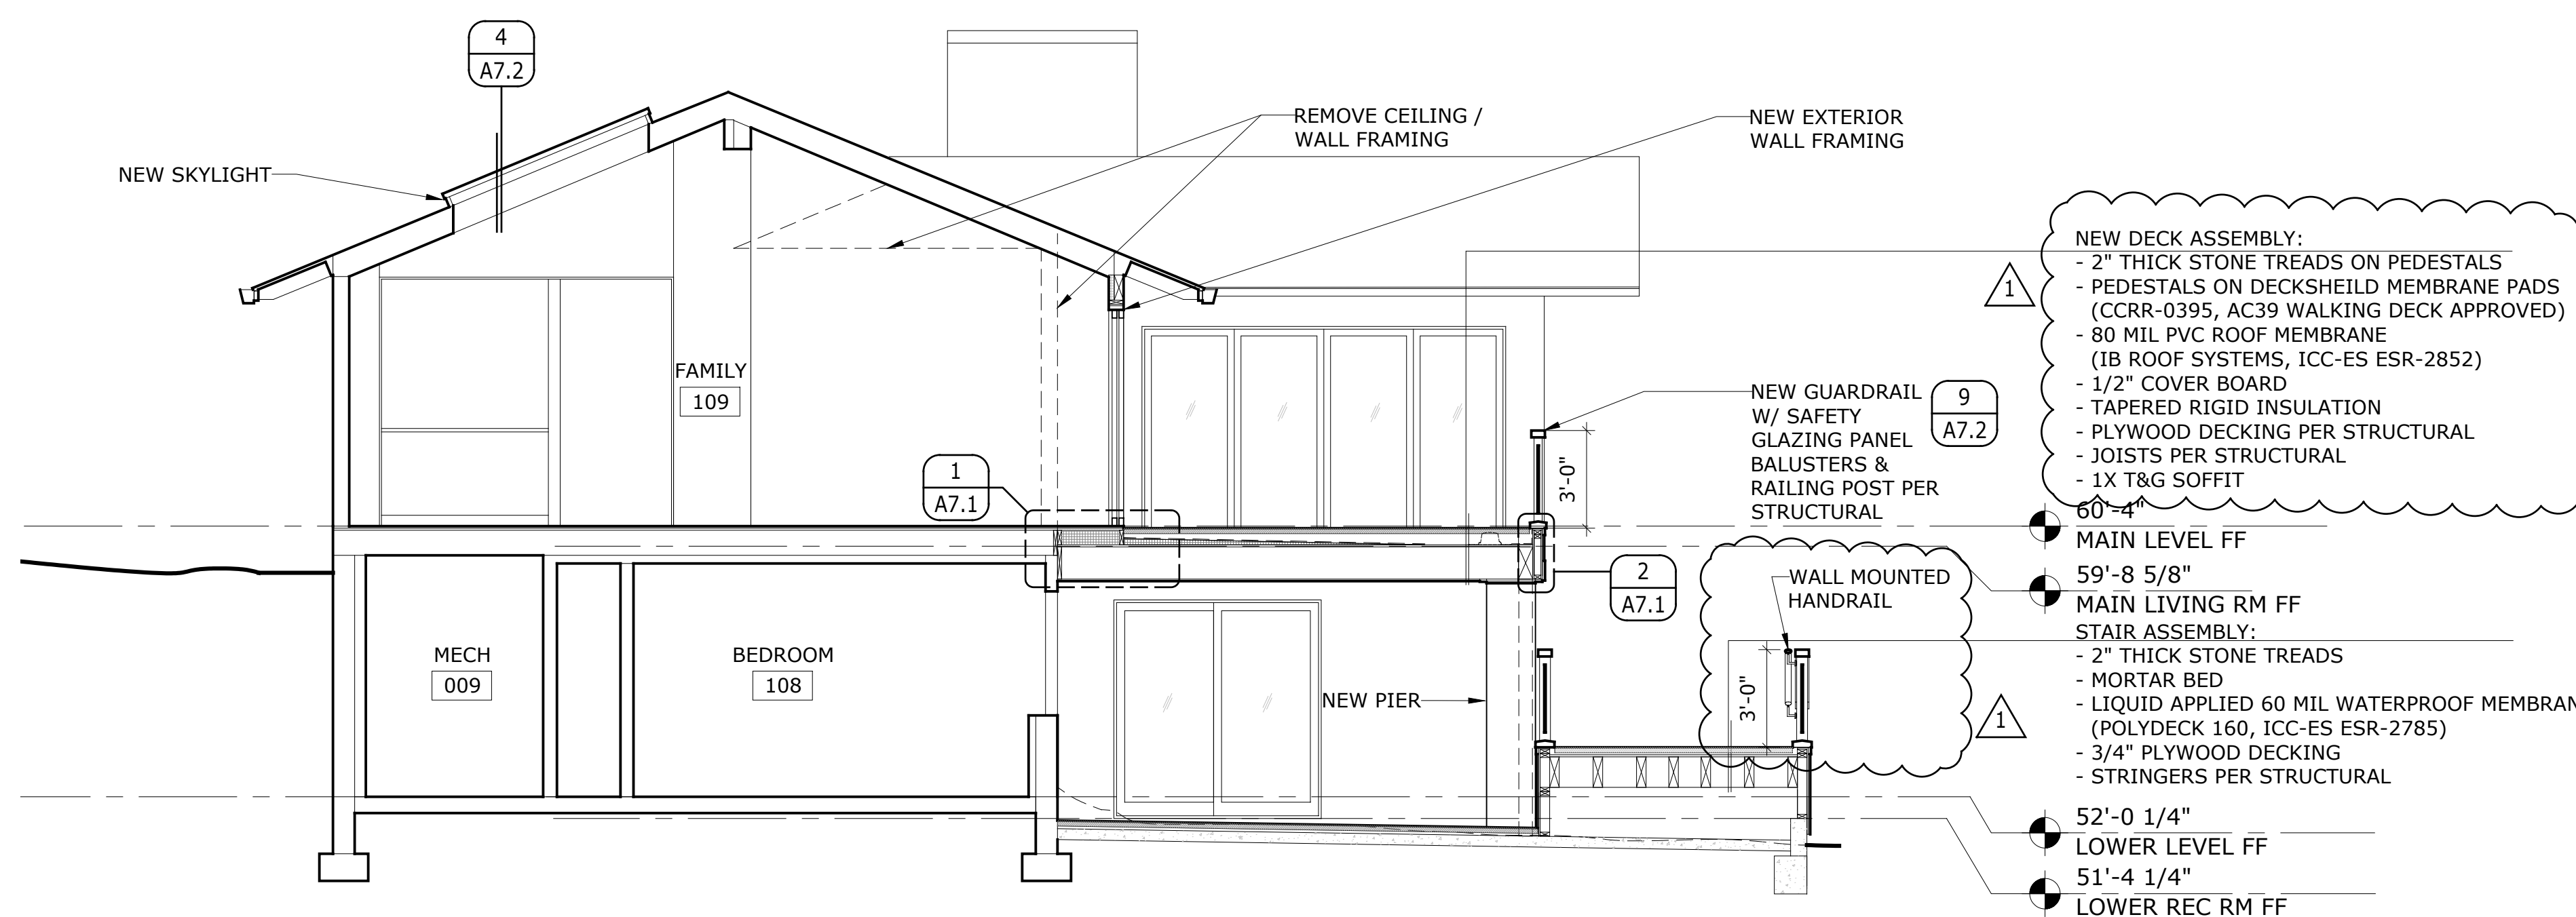 4
A7.2
NEW SKYLIGHT
REMOVE CEILING /
WALL FRAMING
NEW EXTERIOR
WALL FRAMING
NEW DECK ASSEMBLY:
- 2" THICK STONE TREADS ON PEDESTALS
- PEDESTALS ON DECKSHEILD MEMBRANE PADS
(CCRR-0395, AC39 WALKING DECK APPROVED)
- 80 MIL PVC ROOF MEMBRANE
(IB ROOF SYSTEMS, ICC-ES ESR-2852)
- 1/2" COVER BOARD
- TAPERED RIGID INSULATION
- PLYWOOD DECKING PER STRUCTURAL
- JOISTS PER STRUCTURAL
- 1X T&G SOFFIT
1
FAMILY
109
NEW GUARDRAIL
W/ SAFETY
GLAZING PANEL
BALUSTERS &
RAILING POST PER
STRUCTURAL
9
A7.2
3'-0"
1
A7.1
60'-4"
MAIN LEVEL FF
59'-8 5/8"
MAIN LIVING RM FF
2
A7.1
WALL MOUNTED
HANDRAIL
3'-0"
STAIR ASSEMBLY:
- 2" THICK STONE TREADS
- MORTAR BED
- LIQUID APPLIED 60 MIL WATERPROOF MEMBRAN
(POLYDECK 160, ICC-ES ESR-2785)
- 3/4" PLYWOOD DECKING
- STRINGERS PER STRUCTURAL
1
MECH
009
BEDROOM
108
NEW PIER
52'-0 1/4"
LOWER LEVEL FF
51'-4 1/4"
LOWER REC RM FF